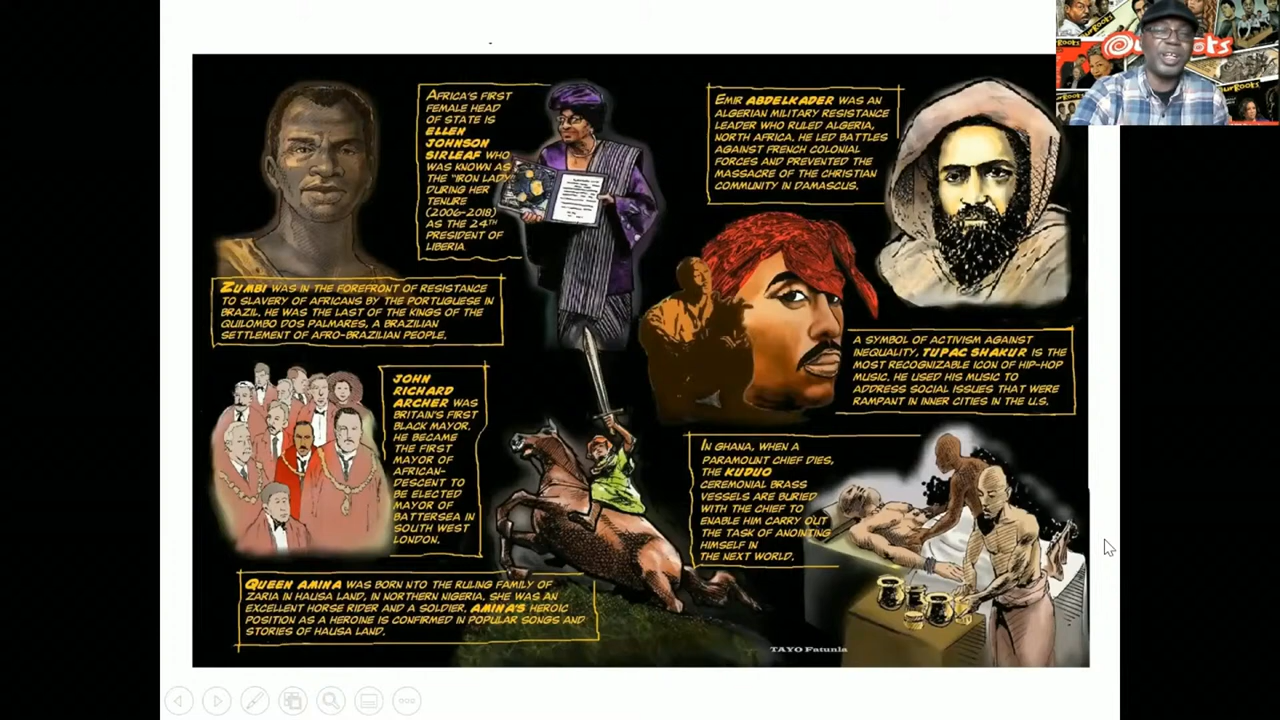 AFRICA'S FIRST
FEMALE HEAD
OF STATE IS
ELLEN
JOHNSON
SIRLEAF WHO
WAS KNOWN AS
THE "IRON LADY"
DURING HER
TENURE
(2006-2018)
AS THE 24TH
PRESIDENT OF
LIBERIA
EMIR ABDELKADER WAS AN
ALGERIAN MILITARY RESISTANCE
LEADER WHO RULED ALGERIA,
NORTH AFRICA. HE LED BATTLES
AGAINST FRENCH COLONIAL
FORCES AND PREVENTED THE
MASSACRE OF THE CHRISTIAN
COMMUNITY IN DAMASCUS.
ZUMBI WAS IN THE FOREFRONT OF RESISTANCE
TO SLAVERY OF AFRICANS BY THE PORTUGUESE IN
BRAZIL. HE WAS THE LAST OF THE KINGS OF THE
QUILOMBO DOS PALMARES, A BRAZILIAN
SETTLEMENT OF AFRO-BRAZILIAN PEOPLE.
A SYMBOL OF ACTIVISM AGAINST
INEQUALITY, TUPAC SHAKUR IS THE
MOST RECOGNIZABLE ICON OF HIP-HOP
MUSIC. HE USED HIS MUSIC TO
ADDRESS SOCIAL ISSUES THAT WERE
RAMPANT IN INNER CITIES IN THE U.S.
JOHN
RICHARD
ARCHER WAS
BRITAIN'S FIRST
BLACK MAYOR.
HE BECAME
THE FIRST
MAYOR OF
AFRICAN-
DESCENT TO
BE ELECTED
MAYOR OF
BATTERSEA IN
SOUTH WEST
LONDON.
IN GHANA, WHEN A
PARAMOUNT CHIEF DIES,
THE KUDUO
CEREMONIAL BRASS
VESSELS ARE BURIED
WITH THE CHIEF TO
ENABLE HIM CARRY OUT
THE TASK OF ANOINTING
HIMSELF IN
THE NEXT WORLD.
QUEEN AMINA WAS BORN NTO THE RULING FAMILY OF
ZARIA IN HAUSA LAND, IN NORTHERN NIGERIA. SHE WAS AN
EXCELLENT HORSE RIDER AND A SOLDIER. AMINA'S HEROIC
POSITION AS A HEROINE IS CONFIRMED IN POPULAR SONGS AND
STORIES OF HAUSA LAND.
TAYO Fatunla